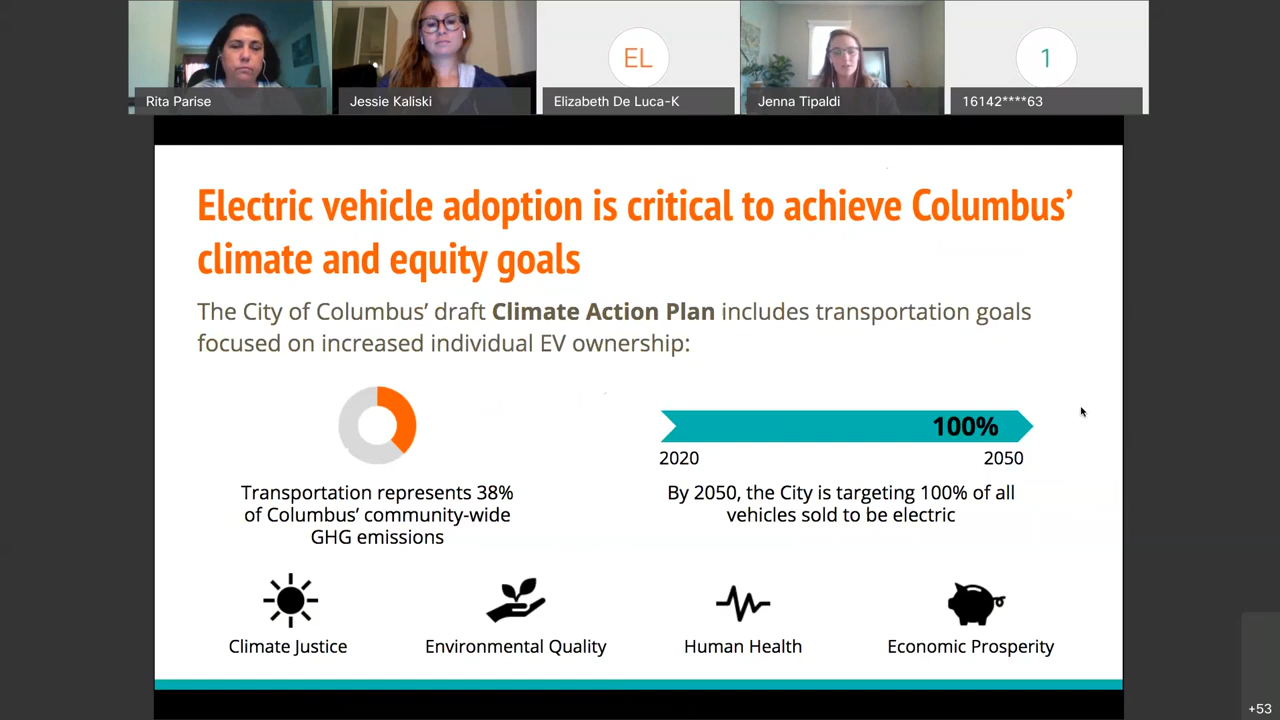 Rita Parise
Jessie Kaliski
EL
Elizabeth De Luca-K
Jenna Tipaldi
1
16142****63
Electric vehicle adoption is critical to achieve Columbus’
climate and equity goals
The City of Columbus’ draft Climate Action Plan includes transportation goals
focused on increased individual EV ownership:
100%
2020
2050
Transportation represents 38%
of Columbus’ community-wide
GHG emissions
By 2050, the City is targeting 100% of all
vehicles sold to be electric
Climate Justice
Environmental Quality
Human Health
Economic Prosperity
+53